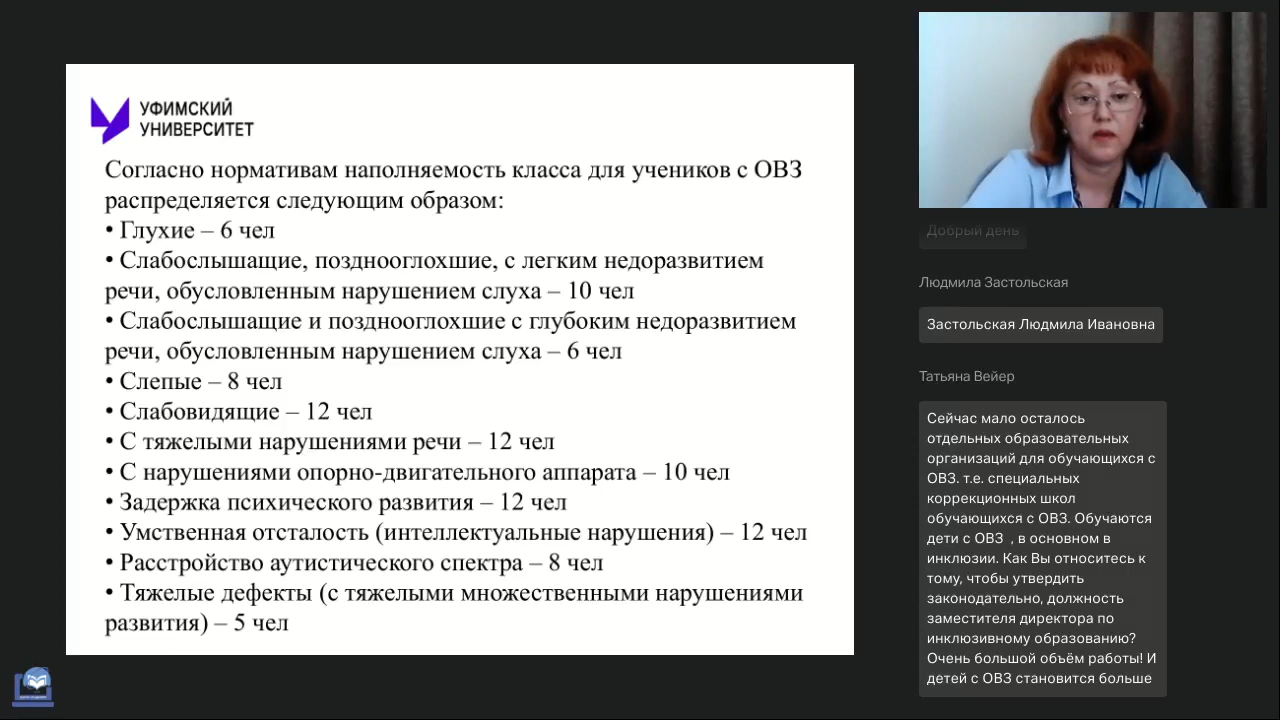 УФИМСКИЙ
УНИВЕРСИТЕТ
Согласно нормативам наполняемость класса для учеников с ОВЗ
распределяется следующим образом:
• Глухие – 6 чел
• Слабослышащие, позднооглохшие, с легким недоразвитием
речи, обусловленным нарушением слуха – 10 чел
• Слабослышащие и позднооглохшие с глубоким недоразвитием
речи, обусловленным нарушением слуха – 6 чел
• Слепые – 8 чел
• Слабовидящие – 12 чел
• С тяжелыми нарушениями речи – 12 чел
• С нарушениями опорно-двигательного аппарата – 10 чел
• Задержка психического развития – 12 чел
• Умственная отсталость (интеллектуальные нарушения) – 12 чел
• Расстройство аутистического спектра – 8 чел
• Тяжелые дефекты (с тяжелыми множественными нарушениями
развития) – 5 чел
Добрый день
Людмила Застольская
Застольская Людмила Ивановна
Татьяна Вейер
Сейчас мало осталось
отдельных образовательных
организаций для обучающихся с
ОВЗ. т.е. специальных
коррекционных школ
обучающихся с ОВЗ. Обучаются
дети с ОВЗ , в основном в
инклюзии. Как Вы относитесь к
тому, чтобы утвердить
законодательно, должность
заместителя директора по
инклюзивному образованию?
Очень большой объём работы! И
детей с ОВЗ становится больше